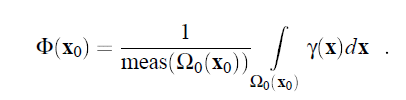 Φ(x₀) = 1 / meas(Ω₀(x₀)) ∫_{Ω₀(x₀)} γ(x)dx .